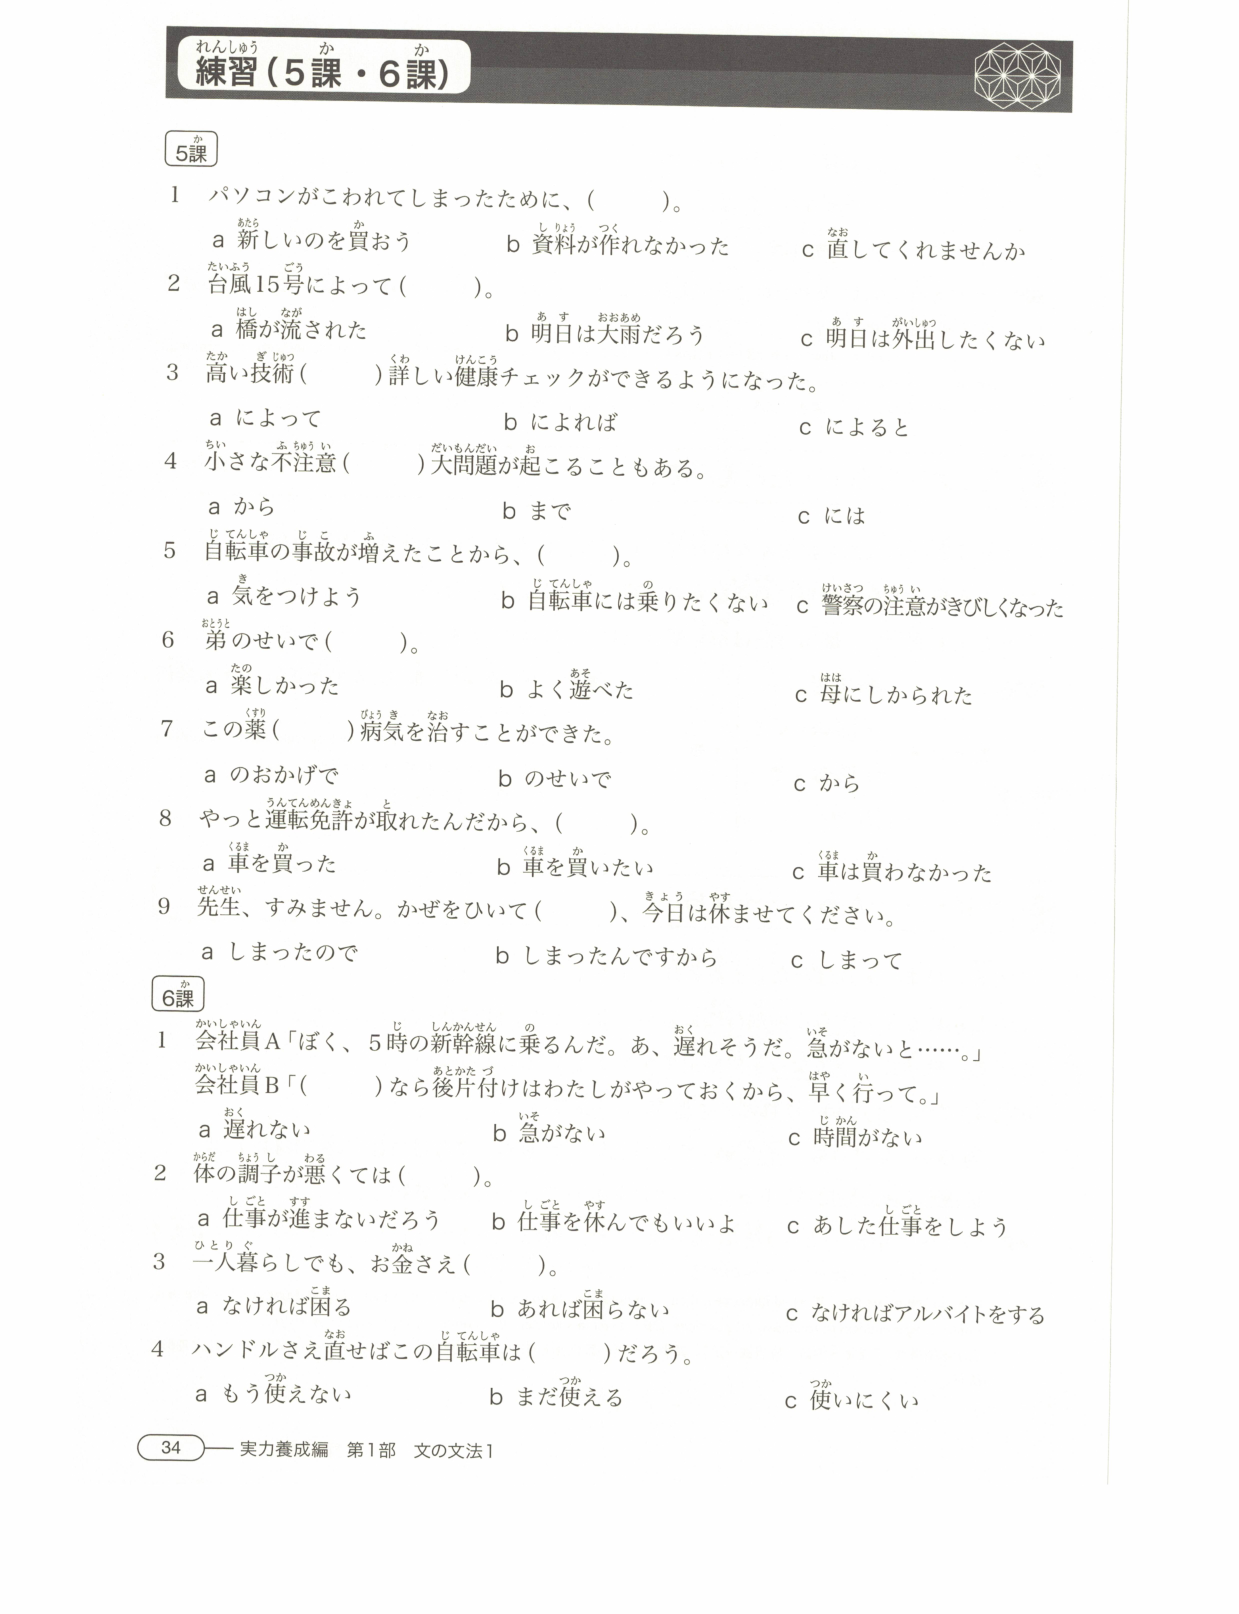 練習(5課・6課)
5課
1 パソコンがこわれてしまったために、(　　)。
a 新しいのを買おう　b 資料が作れなかった　c 直してくれませんか
2 台風15号によって(　　)。
a 橋が流された　b 明日は大雨だろう　c 明日は外出したくない
3 高い技術(　　)詳しい健康チェックができるようになった。
a によって　b によれば　c によると
4 小さな不注意(　　)大問題が起こることもある。
a から　b まで　c には
5 自転車の事故が増えたことから、(　　)。
a 気をつけよう　b 自転車には乗りたくない　c 警察の注意がきびしくなった
6 弟のせいで(　　)。
a 楽しかった　b よく遊べた　c 母にしかられた
7 この薬(　　)病気を治すことができた。
a のおかげで　b のせいで　c から
8 やっと運転免許が取れたんだから、(　　)。
a 車を買った　b 車を買いたい　c 車は買わなかった
9 先生、すみません。かぜをひいて(　　)、今日は休ませてください。
a しまったので　b しまったんですから　c しまって
6課
1 会社員A「ぼく、5時の新幹線に乗るんだ。あ、遅れそうだ。急がないと……。」
会社員B「(　　)なら後片付けはわたしがやっておくから、早く行って。」
a 遅れない　b 急がない　c 時間がない
2 体の調子が悪くては(　　)。
a 仕事が進まないだろう　b 仕事を休んでもいいよ　c あした仕事をしよう
3 一人暮らしでも、お金さえ(　　)。
a なければ困る　b あれば困らない　c なければアルバイトをする
4 ハンドルさえ直せばこの自転車は(　　)だろう。
a もう使えない　b まだ使える　c 使いにくい
34 実力養成編　第1部　文の文法1